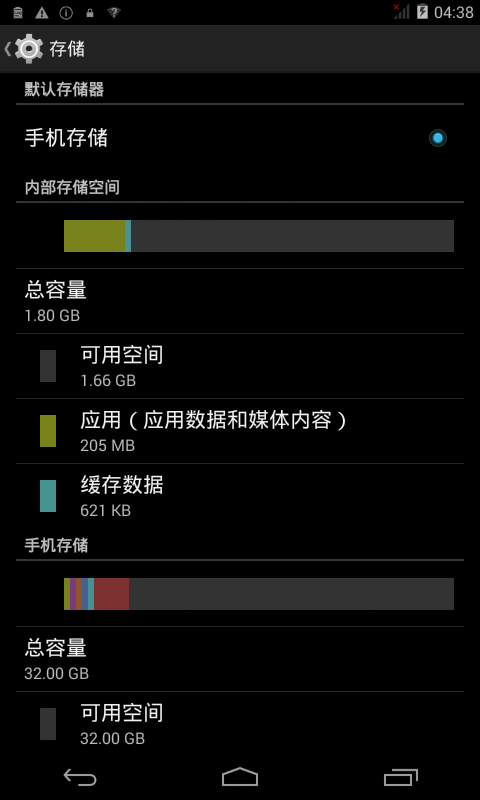 04:38
存储
默认存储器
手机存储
内部存储空间
总容量
1.80 GB
可用空间
1.66 GB
应用（应用数据和媒体内容）
205 MB
缓存数据
621 KB
手机存储
总容量
32.00 GB
可用空间
32.00 GB